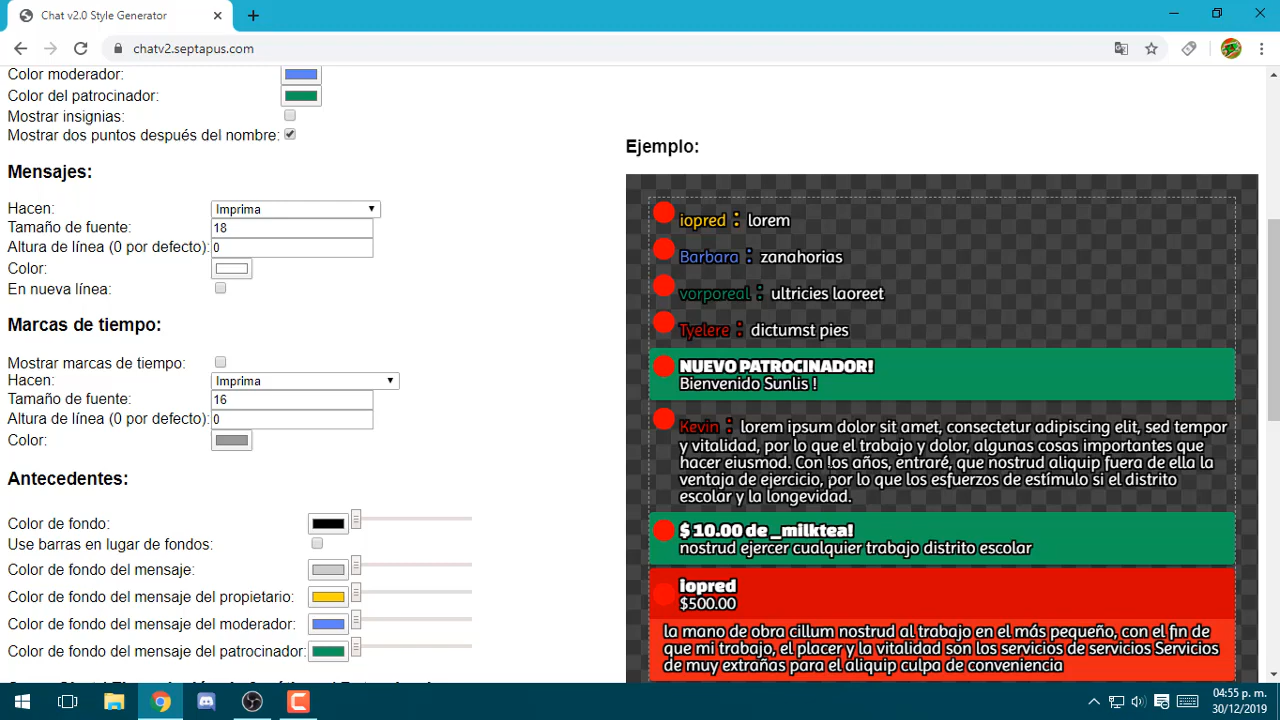 Chat v2.0 Style Generator
chatv2.septapus.com
Color moderador:
Color del patrocinador:
Mostrar insignias:
Mostrar dos puntos después del nombre:
Mensajes:
Hacen: Imprima
Tamaño de fuente: 18
Altura de línea (0 por defecto): 0
Color:
En nueva línea:
Marcas de tiempo:
Mostrar marcas de tiempo:
Hacen: Imprima
Tamaño de fuente: 16
Altura de línea (0 por defecto): 0
Color:
Antecedentes:
Color de fondo:
Use barras en lugar de fondos:
Color de fondo del mensaje:
Color de fondo del mensaje del propietario:
Color de fondo del mensaje del moderador:
Color de fondo del mensaje del patrocinador:
Ejemplo:
iopred : lorem
Barbara : zanahorias
vorporeal : ultricies laoreet
Tyelere : dictumst pies
NUEVO PATROCINADOR!
Bienvenido Sunlis !
Kevin : lorem ipsum dolor sit amet, consectetur adipiscing elit, sed tempor
y vitalidad, por lo que el trabajo y dolor, algunas cosas importantes que
hacer eiusmod. Con los años, entraré, que nostrud aliquip fuera de ella la
ventaja de ejercicio, por lo que los esfuerzos de estímulo si el distrito
escolar y la longevidad.
$ 10.00 de _milktea!
nostrud ejercer cualquier trabajo distrito escolar
iopred
$500.00
la mano de obra cillum nostrud al trabajo en el más pequeño, con el fin de
que mi trabajo, el placer y la vitalidad son los servicios de servicios Servicios
de muy extrañas para el aliquip culpa de conveniencia
04:55 p. m.
30/12/2019